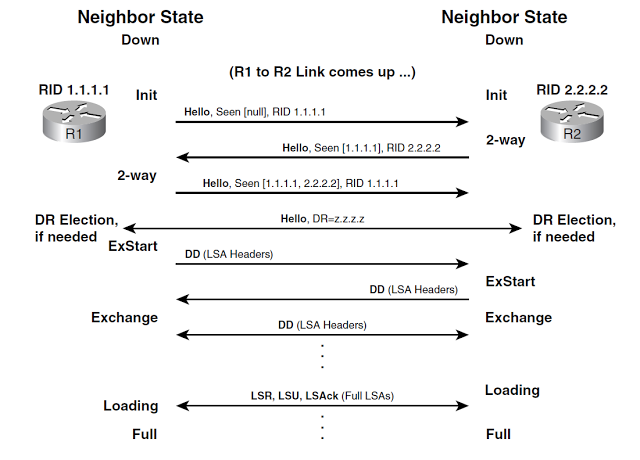 Neighbor State
Neighbor State
Down
Down
(R1 to R2 Link comes up ...)
RID 1.1.1.1
Init
Init
RID 2.2.2.2
Hello, Seen [null], RID 1.1.1.1
R1
R2
2-way
Hello, Seen [1.1.1.1], RID 2.2.2.2
2-way
Hello, Seen [1.1.1.1, 2.2.2.2], RID 1.1.1.1
DR Election,
if needed
Hello, DR=z.z.z.z
DR Election,
if needed
ExStart
DD (LSA Headers)
ExStart
DD (LSA Headers)
Exchange
Exchange
DD (LSA Headers)
Loading
LSR, LSU, LSAck (Full LSAs)
Loading
Full
Full